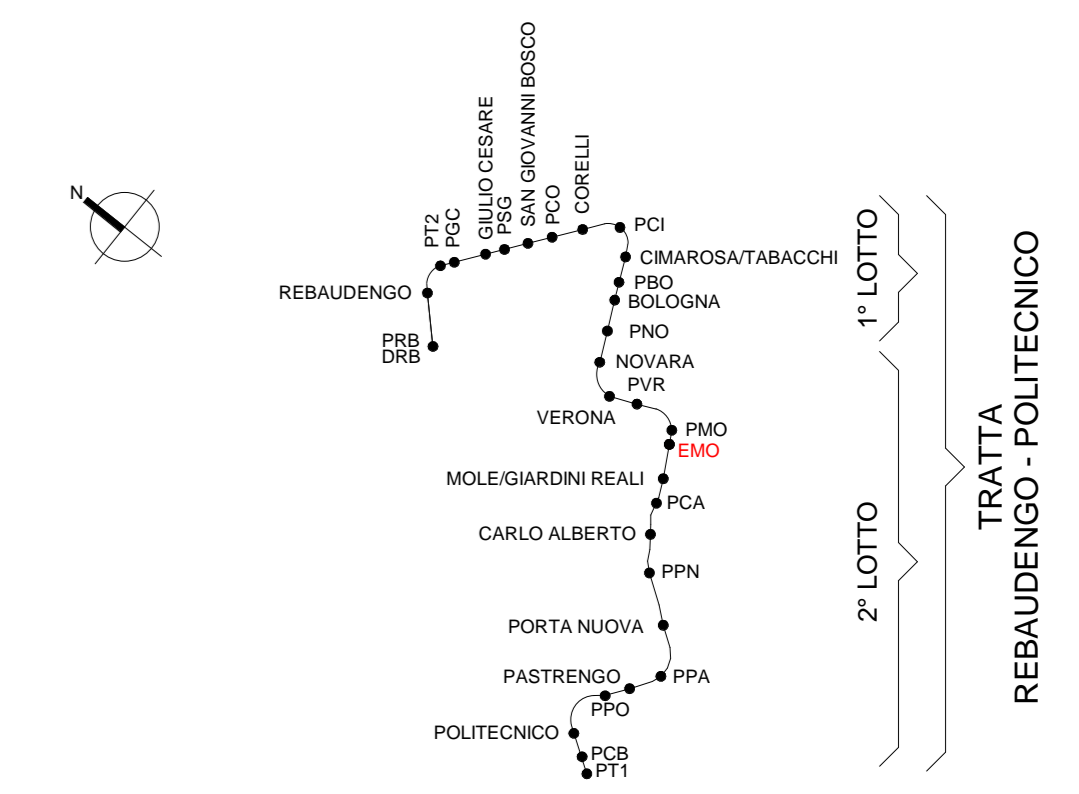 N
PT2
PGC
GIULIO CESARE
PSG
SAN GIOVANNI BOSCO
PCO
CORELLI
PCI
CIMAROSA/TABACCHI
PBO
BOLOGNA
PNO
NOVARA
PVR
VERONA
PMO
EMO
MOLE/GIARDINI REALI
PCA
CARLO ALBERTO
PPN
PORTA NUOVA
PASTRENGO
PPA
PPO
POLITECNICO
PCB
PT1
REBAUDENGO
PRB
DRB
1° LOTTO
2° LOTTO
TRATTA
REBAUDENGO - POLITECNICO